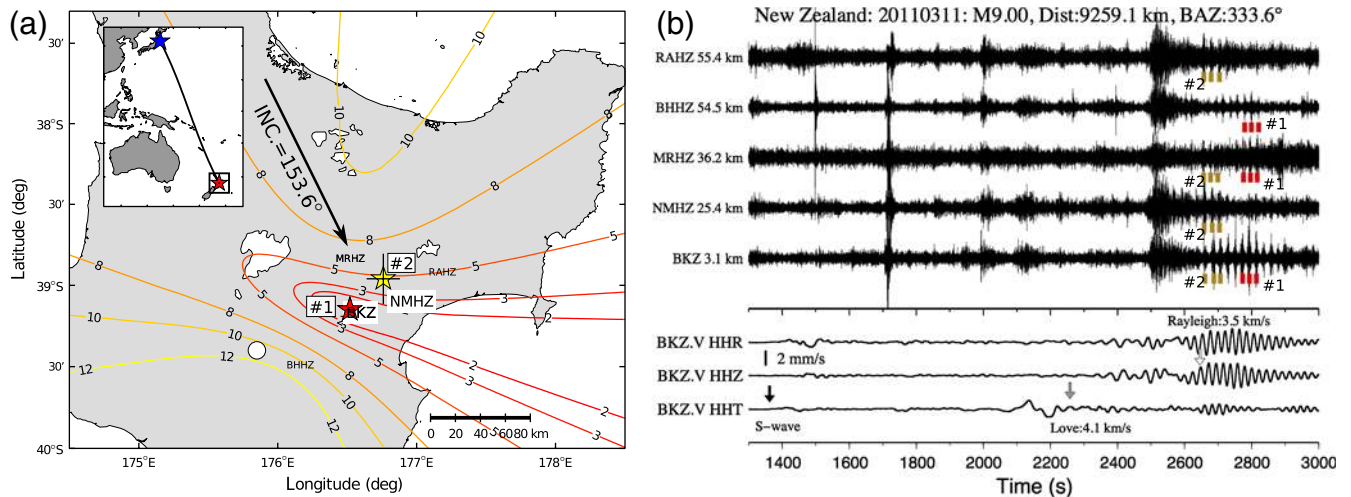 (a)
INC.=153.6°
10
10
10
8
8
8
5
5
5
5
3
3
3
3
2
2
2
8
8
10
10
10
12
12
12
MRHZ
#2
RAHZ
NMHZ
#1
BKZ
BHHZ
0 20 40 60 80 km
30'
38°S
30'
39°S
30'
40°S
Latitude (deg)
175°E 176°E 177°E 178°E
Longitude (deg)
(b)
New Zealand: 20110311: M9.00, Dist:9259.1 km, BAZ:333.6°
RAHZ 55.4 km
#2
BHHZ 54.5 km
#1
MRHZ 36.2 km
#2 #1
NMHZ 25.4 km
#2
BKZ 3.1 km
#2 #1
Rayleigh:3.5 km/s
BKZ.V HHR
2 mm/s
BKZ.V HHZ
BKZ.V HHT
S-wave
Love:4.1 km/s
1400 1600 1800 2000 2200 2400 2600 2800 3000
Time (s)